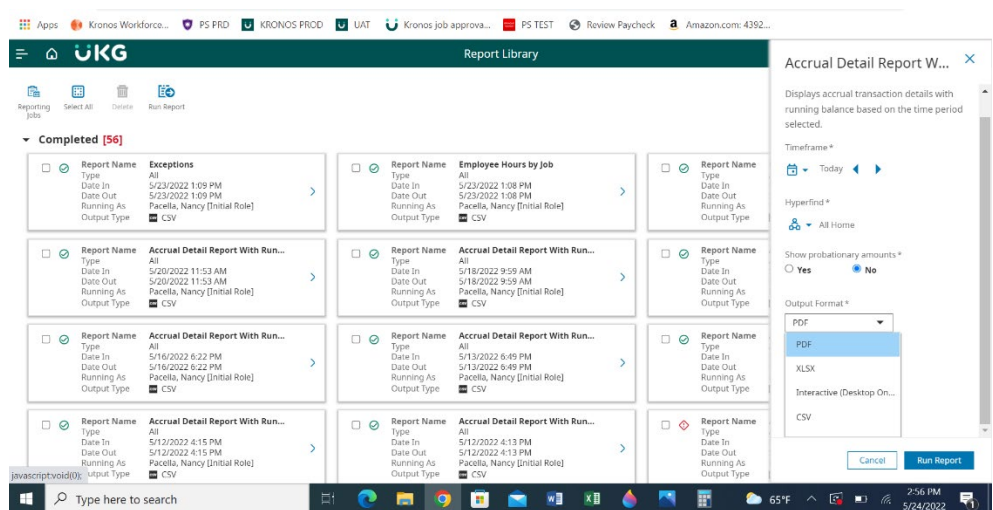 Apps Kronos Workforce... PS PRD KRONOS PROD UAT Kronos job approva... PS TEST Review Paycheck Amazon.com: 4392...
UKG Report Library
Reporting Jobs Select All Delete Run Report
Completed [56]
Report Name Exceptions
Type All
Date In 5/23/2022 1:09 PM
Date Out 5/23/2022 1:09 PM
Running As Pacella, Nancy [Initial Role]
Output Type CSV
Report Name Employee Hours by Job
Type All
Date In 5/23/2022 1:08 PM
Date Out 5/23/2022 1:08 PM
Running As Pacella, Nancy [Initial Role]
Output Type CSV
Report Name
Type
Date In
Date Out
Running As
Output Type
Report Name Accrual Detail Report With Run...
Type All
Date In 5/20/2022 11:53 AM
Date Out 5/20/2022 11:53 AM
Running As Pacella, Nancy [Initial Role]
Output Type CSV
Report Name Accrual Detail Report With Run...
Type All
Date In 5/18/2022 9:59 AM
Date Out 5/18/2022 9:59 AM
Running As Pacella, Nancy [Initial Role]
Output Type CSV
Report Name
Type
Date In
Date Out
Running As
Output Type
Report Name Accrual Detail Report With Run...
Type All
Date In 5/16/2022 6:22 PM
Date Out 5/16/2022 6:22 PM
Running As Pacella, Nancy [Initial Role]
Output Type CSV
Report Name Accrual Detail Report With Run...
Type All
Date In 5/13/2022 6:49 PM
Date Out 5/13/2022 6:49 PM
Running As Pacella, Nancy [Initial Role]
Output Type CSV
Report Name
Type
Date In
Date Out
Running As
Output Type
Report Name Accrual Detail Report With Run...
Type All
Date In 5/12/2022 4:15 PM
Date Out 5/12/2022 4:15 PM
Running As Pacella, Nancy [Initial Role]
Output Type CSV
Report Name Accrual Detail Report With Run...
Type All
Date In 5/12/2022 4:13 PM
Date Out 5/12/2022 4:13 PM
Running As Pacella, Nancy [Initial Role]
Output Type CSV
Report Name
Type
Date In
Date Out
Running As
Output Type
javascript:void(0);
Accrual Detail Report W...
Displays accrual transaction details with
running balance based on the time period
selected.
Timeframe*
Today
Hyperfind*
All Home
Show probationary amounts*
Yes No
Output Format*
PDF
PDF
XLSX
Interactive (Desktop On...
CSV
Cancel Run Report
Type here to search
65°F
2:56 PM
5/24/2022